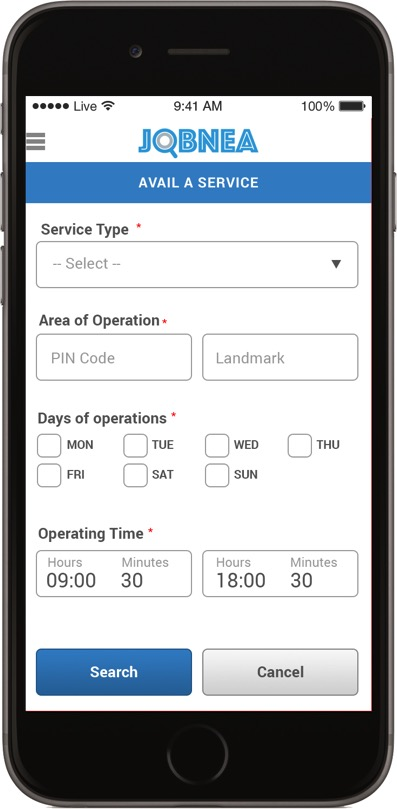 Live 9:41 AM 100%
JOBNEA
AVAIL A SERVICE
Service Type *
-- Select --
Area of Operation *
PIN Code Landmark
Days of operations *
MON TUE WED THU
FRI SAT SUN
Operating Time *
Hours Minutes Hours Minutes
09:00 30 18:00 30
Search Cancel